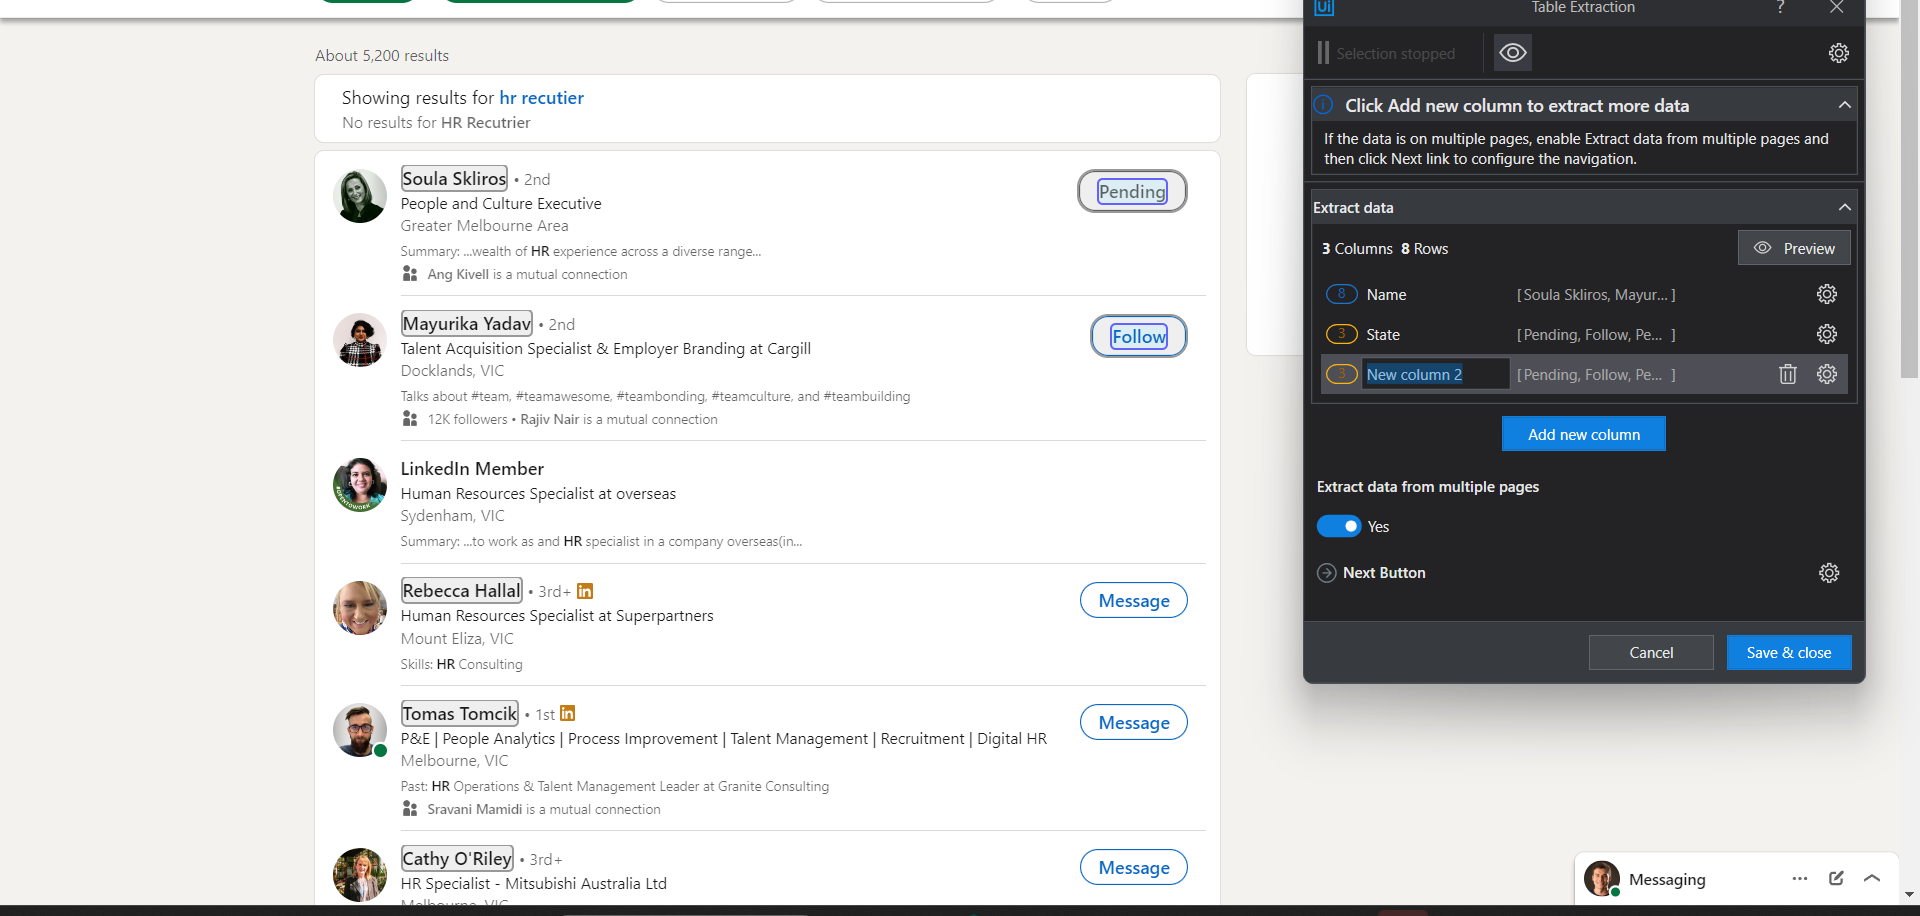 About 5,200 results
Showing results for hr recutier
No results for HR Recutrier
Soula Skliros • 2nd
People and Culture Executive
Greater Melbourne Area
Summary: ...wealth of HR experience across a diverse range...
Ang Kivell is a mutual connection
Pending
Mayurika Yadav • 2nd
Talent Acquisition Specialist & Employer Branding at Cargill
Docklands, VIC
Talks about #team, #teamawesome, #teambonding, #teamculture, and #teambuilding
12K followers • Rajiv Nair is a mutual connection
Follow
LinkedIn Member
Human Resources Specialist at overseas
Sydenham, VIC
Summary: ...to work as and HR specialist in a company overseas(in...
#OPENTOWORK
Rebecca Hallal • 3rd+ in
Human Resources Specialist at Superpartners
Mount Eliza, VIC
Skills: HR Consulting
Message
Tomas Tomcik • 1st in
P&E | People Analytics | Process Improvement | Talent Management | Recruitment | Digital HR
Melbourne, VIC
Past: HR Operations & Talent Management Leader at Granite Consulting
Sravani Mamidi is a mutual connection
Message
Cathy O'Riley • 3rd+
HR Specialist - Mitsubishi Australia Ltd
Melbourne, VIC
Message
Ui Table Extraction ?
Selection stopped
Click Add new column to extract more data
If the data is on multiple pages, enable Extract data from multiple pages and
then click Next link to configure the navigation.
Extract data
3 Columns 8 Rows
Preview
8 Name [ Soula Skliros, Mayur... ]
3 State [ Pending, Follow, Pe... ]
3 New column 2 [ Pending, Follow, Pe... ]
Add new column
Extract data from multiple pages
Yes
Next Button
Cancel
Save & close
Messaging